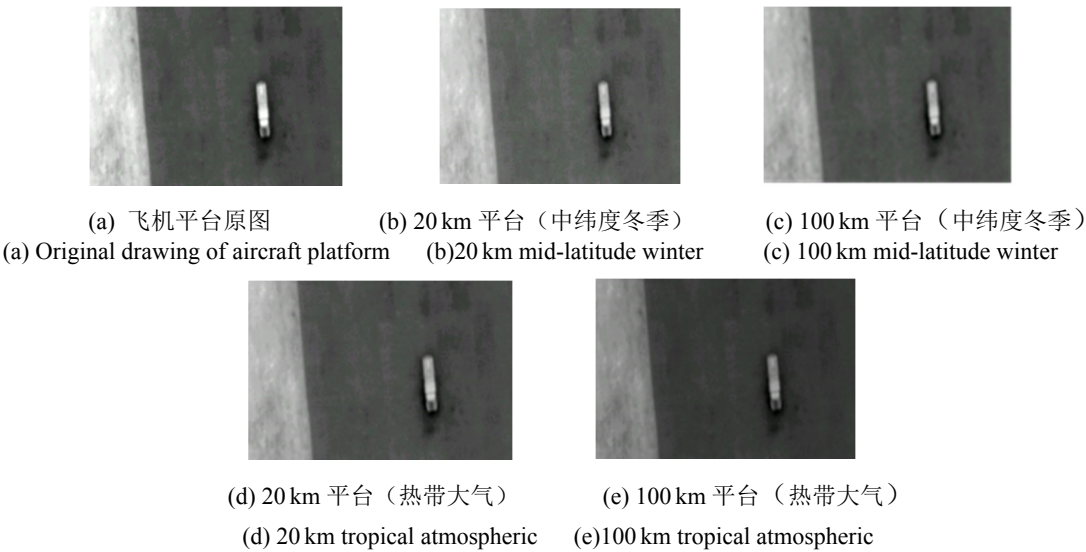 (a) 飞机平台原图 (b) 20 km 平台（中纬度冬季） (c) 100 km 平台（中纬度冬季）
(a) Original drawing of aircraft platform (b)20 km mid-latitude winter (c) 100 km mid-latitude winter
(d) 20 km 平台（热带大气） (e) 100 km 平台（热带大气）
(d) 20 km tropical atmospheric (e)100 km tropical atmospheric